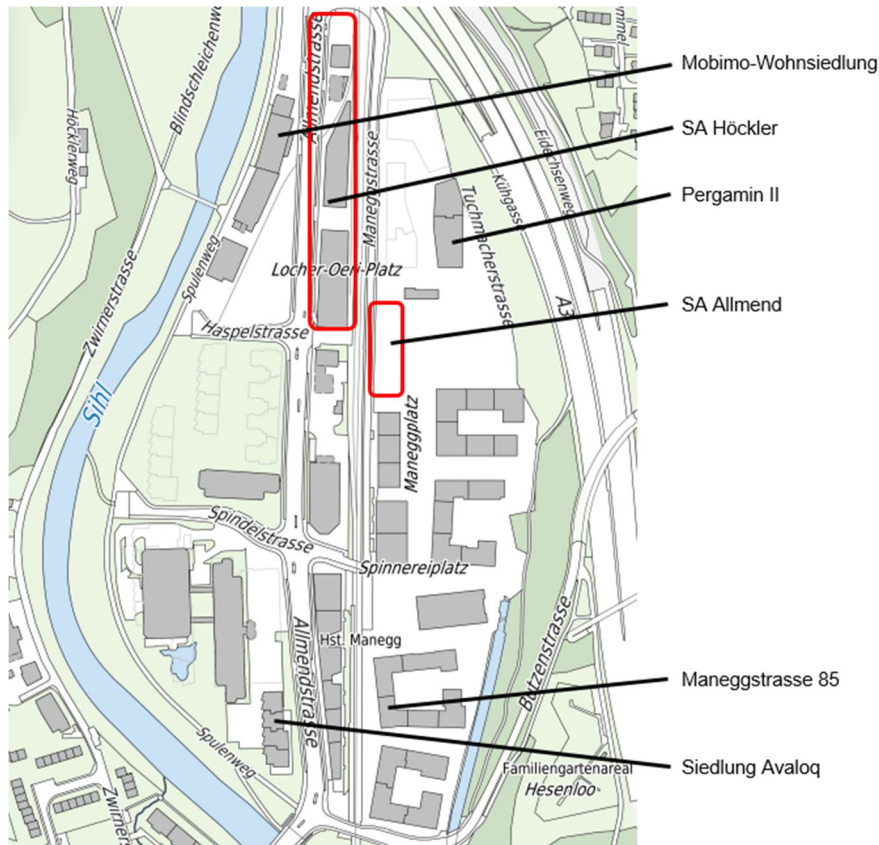 Mobimo-Wohnsiedlung
SA Höckler
Pergamin II
SA Allmend
Maneggstrasse 85
Siedlung Avaloq
Blindschleichenweg
Allmendstrasse
Höcklerweg
Maneggstrasse
Eidechsenweg
Kühgasse
Tuchmacherstrasse
Zwirnerstrasse
Spulenweg
Locher-Oeri-Platz
A3
Haspelstrasse
Sihl
Maneggplatz
Spindelstrasse
Spinnereiplatz
Hst. Manegg
Allmendstrasse
Butzenstrasse
Spulenweg
Familiengartenareal
Hesenloo